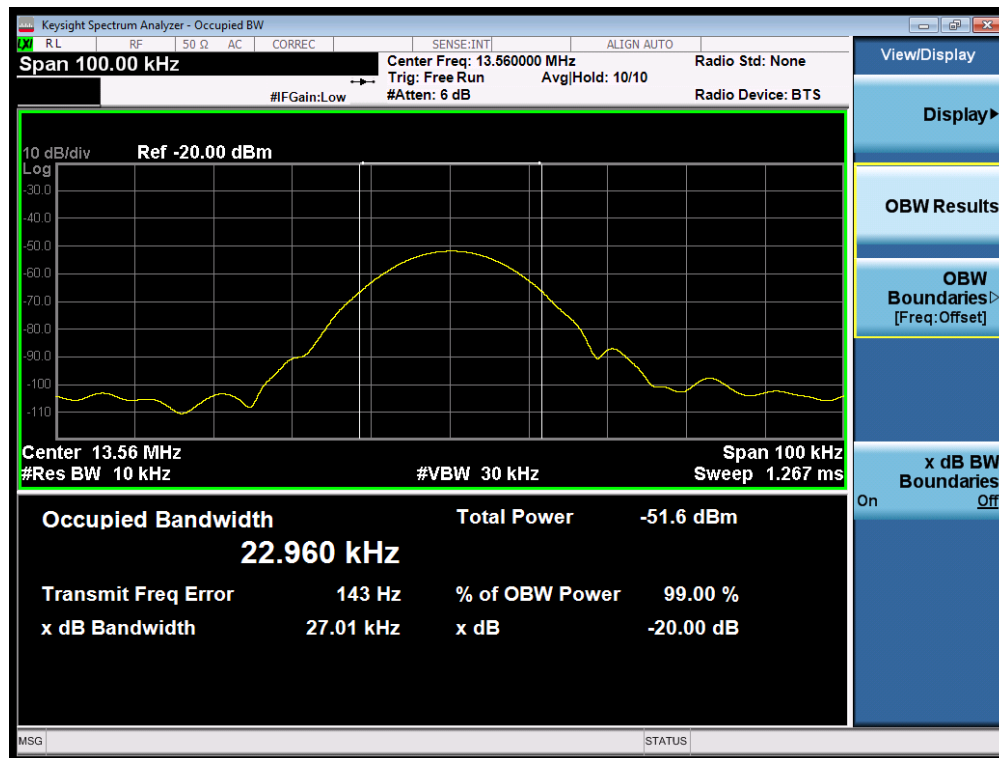 Keysight Spectrum Analyzer - Occupied BW
LXI RL RF 50 Ω AC CORREC SENSE:INT ALIGN AUTO
Span 100.00 kHz
Center Freq: 13.560000 MHz Radio Std: None
Trig: Free Run Avg|Hold: 10/10
#IFGain:Low #Atten: 6 dB Radio Device: BTS
10 dB/div Ref -20.00 dBm
Log
-30.0
-40.0
-50.0
-60.0
-70.0
-80.0
-90.0
-100
-110
Center 13.56 MHz Span 100 kHz
#Res BW 10 kHz #VBW 30 kHz Sweep 1.267 ms
Occupied Bandwidth Total Power -51.6 dBm
22.960 kHz
Transmit Freq Error 143 Hz % of OBW Power 99.00 %
x dB Bandwidth 27.01 kHz x dB -20.00 dB
MSG STATUS
View/Display
Display
OBW Results
OBW
Boundaries
[Freq:Offset]
x dB BW
Boundaries
On Off